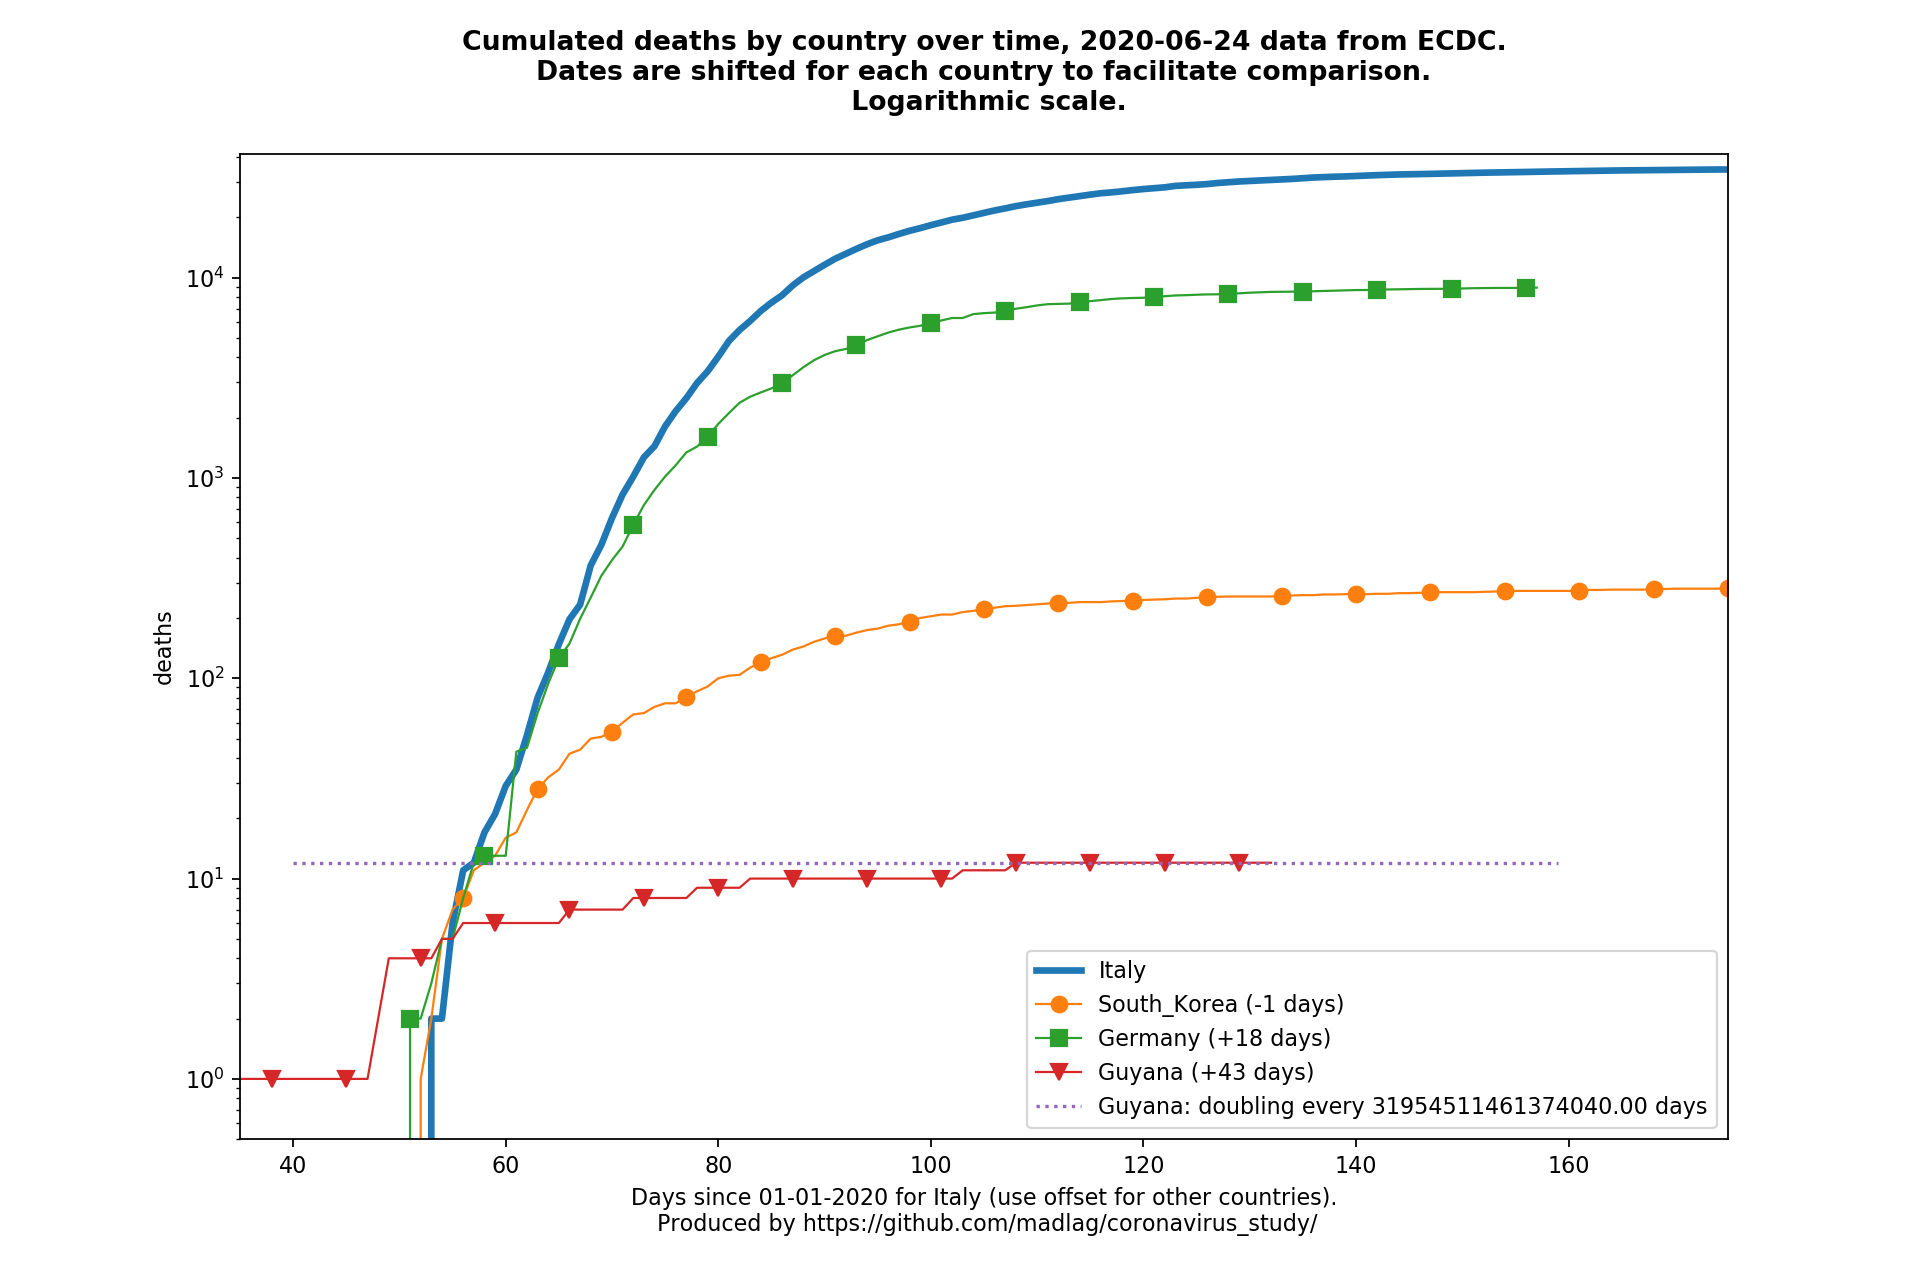 Cumulated deaths by country over time, 2020-06-24 data from ECDC.
Dates are shifted for each country to facilitate comparison.
Logarithmic scale.
deaths
10^4
10^3
10^2
10^1
10^0
Italy
South_Korea (-1 days)
Germany (+18 days)
Guyana (+43 days)
Guyana: doubling every 31954511461374040.00 days
40 60 80 100 120 140 160
Days since 01-01-2020 for Italy (use offset for other countries).
Produced by https://github.com/madlag/coronavirus_study/